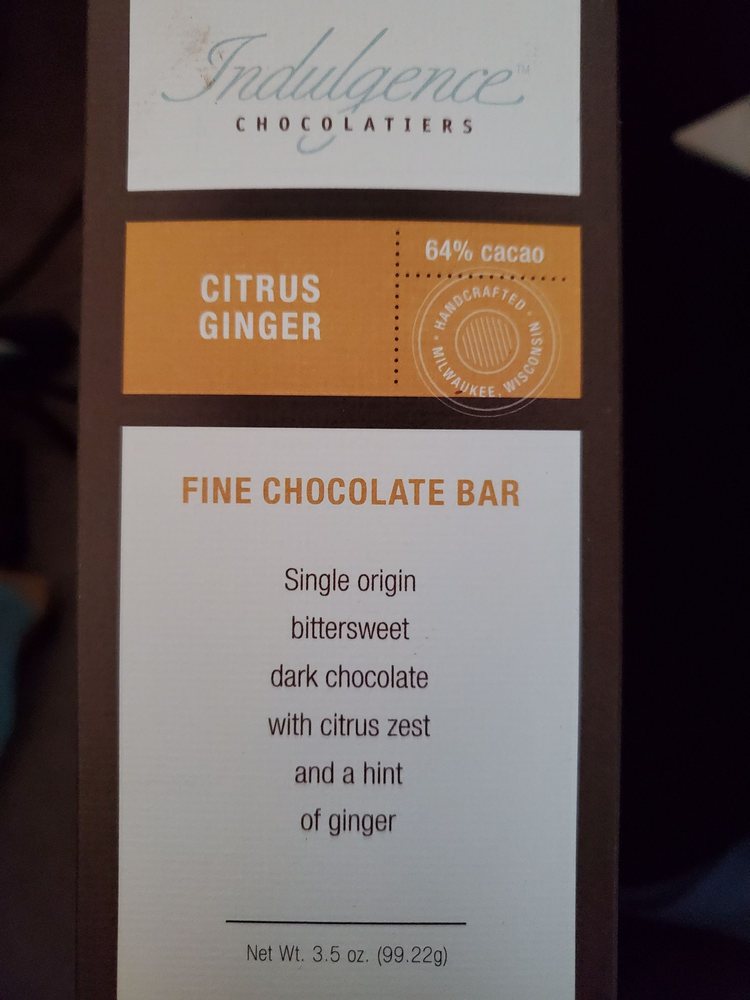 Indulgence™
CHOCOLATIERS
CITRUS
GINGER
64% cacao
HANDCRAFTED • MILWAUKEE, WISCONSIN •
FINE CHOCOLATE BAR
Single origin
bittersweet
dark chocolate
with citrus zest
and a hint
of ginger
Net Wt. 3.5 oz. (99.22g)